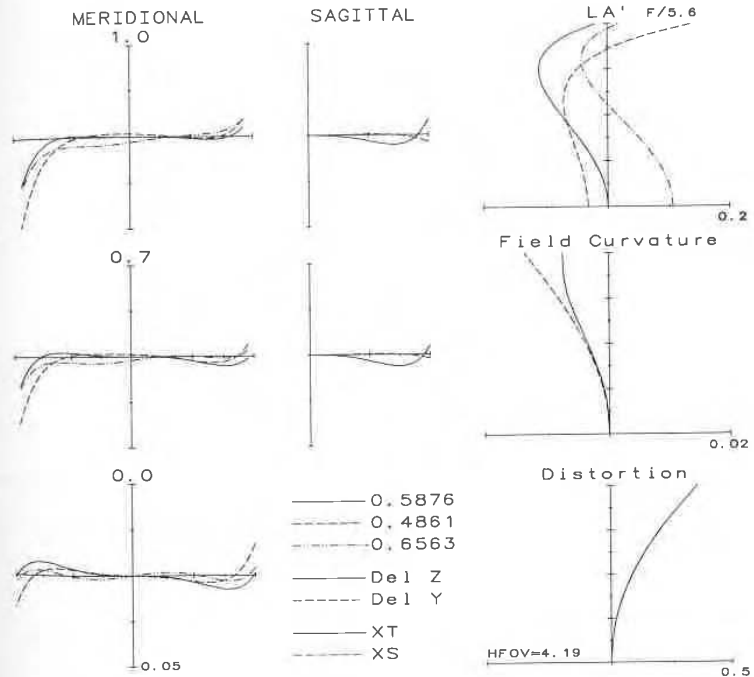 MERIDIONAL
SAGITTAL
LA' F/5.6
1.0
0.2
0.7
Field Curvature
0.02
0.0
Distortion
0.5876
0.4861
0.6563
Del Z
Del Y
XT
XS
HFOV=4.19
0.05
0.5